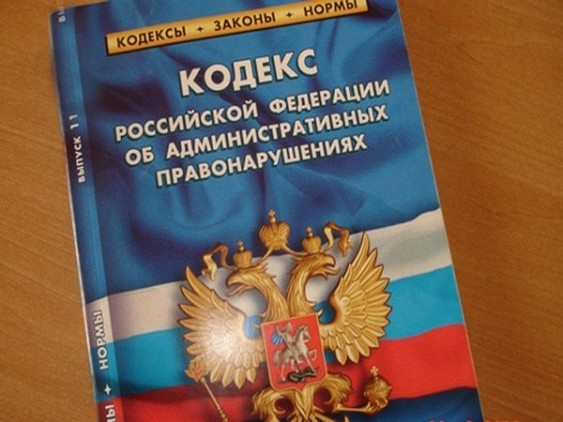 КОДЕКСЫ + ЗАКОНЫ + НОРМЫ
КОДЕКС
РОССИЙСКОЙ ФЕДЕРАЦИИ
ОБ АДМИНИСТРАТИВНЫХ
ПРАВОНАРУШЕНИЯХ
ВЫПУСК 11
+ НОРМЫ